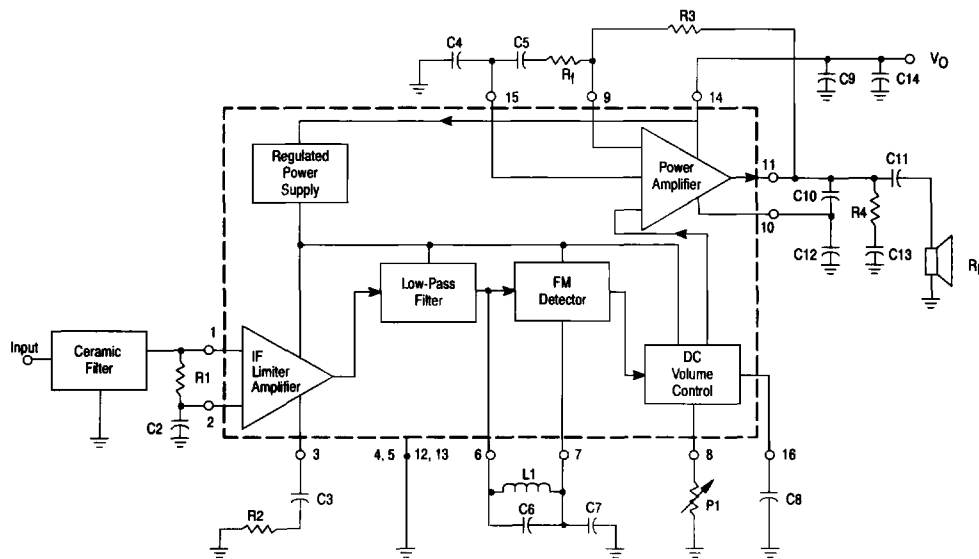 R3
C4
C5
Rf
VO
C9
C14
15
9
14
Regulated
Power
Supply
Power
Amplifier
11
C11
C10
R4
10
C12
C13
Low-Pass
Filter
FM
Detector
Input
Ceramic
Filter
1
R1
IF
Limiter
Amplifier
DC
Volume
Control
C2
2
3
4, 5
12, 13
6
7
8
16
L1
C3
R2
C6
C7
P1
C8